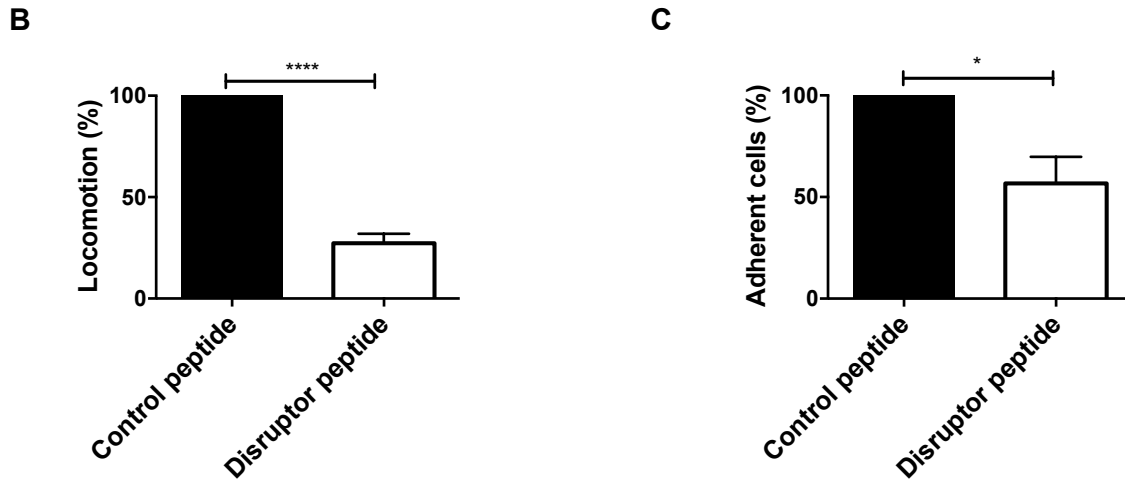 B
****
Locomotion (%)
100
50
0
Control peptide
Disruptor peptide
C
*
Adherent cells (%)
100
50
0
Control peptide
Disruptor peptide